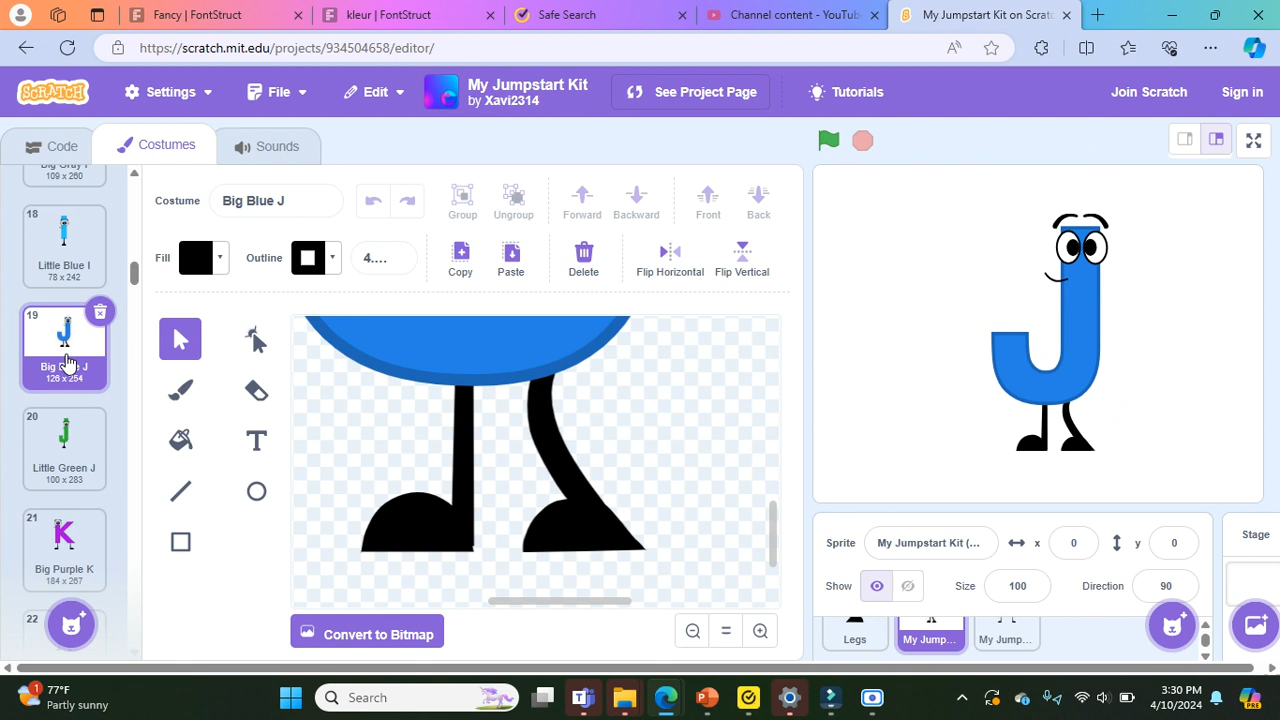 Fancy | FontStruct
kleur | FontStruct
Safe Search
Channel content - YouTub
My Jumpstart Kit on Scratc
https://scratch.mit.edu/projects/934504658/editor/
SCRATCH
Settings
File
Edit
My Jumpstart Kit
by Xavi2314
See Project Page
Tutorials
Join Scratch
Sign in
Code
Costumes
Sounds
109 x 260
18
Little Blue I
78 x 242
19
126 x 254
20
Little Green J
100 x 283
21
Big Purple K
184 x 267
22
Costume
Big Blue J
Group
Ungroup
Forward
Backward
Front
Back
Fill
Outline
4....
Copy
Paste
Delete
Flip Horizontal
Flip Vertical
T
Convert to Bitmap
J
Sprite
My Jumpstart Kit (...
x
0
y
0
Show
Size
100
Direction
90
Legs
My Jump...
My Jump...
Stage
1
77°F
Partly sunny
Search
3:30 PM
4/10/2024